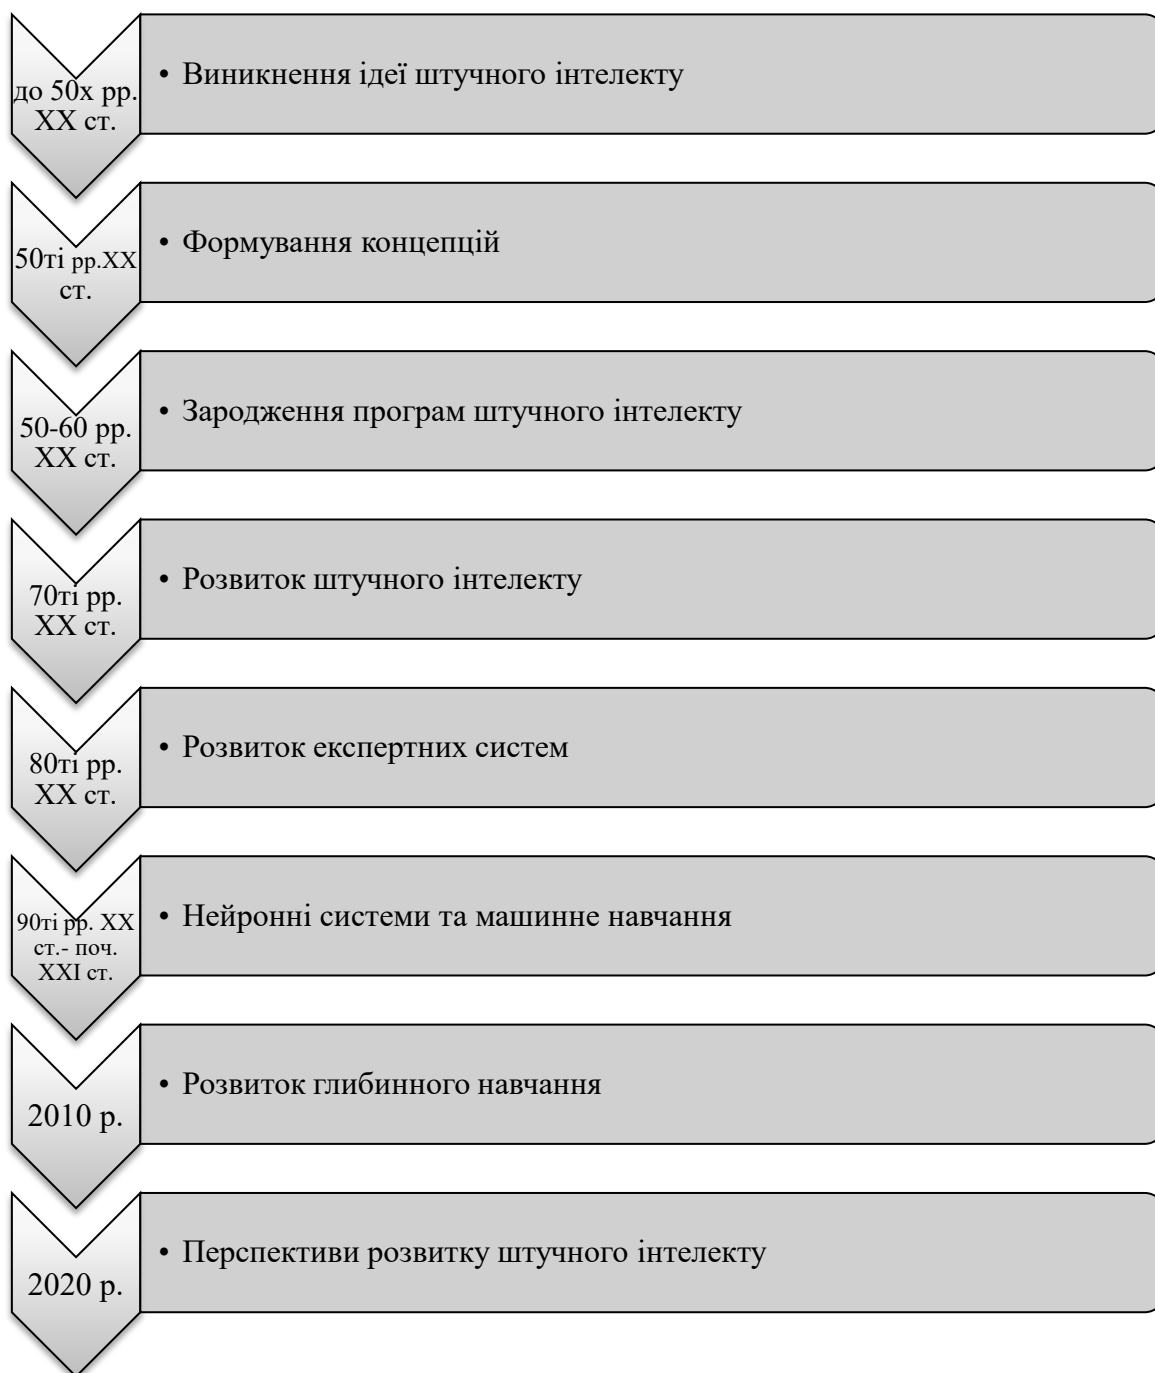 до 50х рр.
ХХ ст.
• Виникнення ідеї штучного інтелекту
50ті рр.ХХ
ст.
• Формування концепцій
50-60 рр.
ХХ ст.
• Зародження програм штучного інтелекту
70ті рр.
ХХ ст.
• Розвиток штучного інтелекту
80ті рр.
ХХ ст.
• Розвиток експертних систем
90ті рр. ХХ
ст.- поч.
ХХІ ст.
• Нейронні системи та машинне навчання
2010 р.
• Розвиток глибинного навчання
2020 р.
• Перспективи розвитку штучного інтелекту